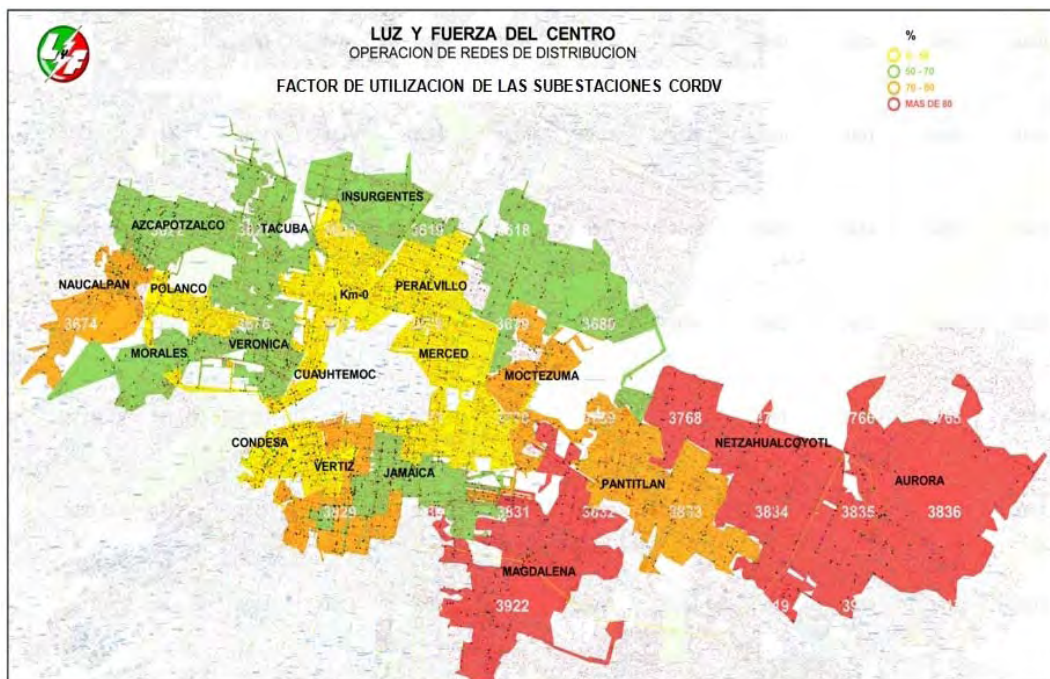 LUZ Y FUERZA DEL CENTRO
OPERACION DE REDES DE DISTRIBUCION
FACTOR DE UTILIZACION DE LAS SUBESTACIONES CORDV
%
50 - 70
70 - 80
MAS DE 80
INSURGENTES
AZCAPOTZALCO
TACUBA
3618
NAUCALPAN
POLANCO
Km-0
PERALVILLO
3674
3676
3680
MORALES
VERONICA
MERCED
CUAUHTEMOC
MOCTEZUMA
3768
CONDESA
NETZAHUALCOYOTL
VERTIZ
JAMAICA
PANTITLAN
AURORA
3829
3831
3832
3833
3834
3835
3836
MAGDALENA
3922